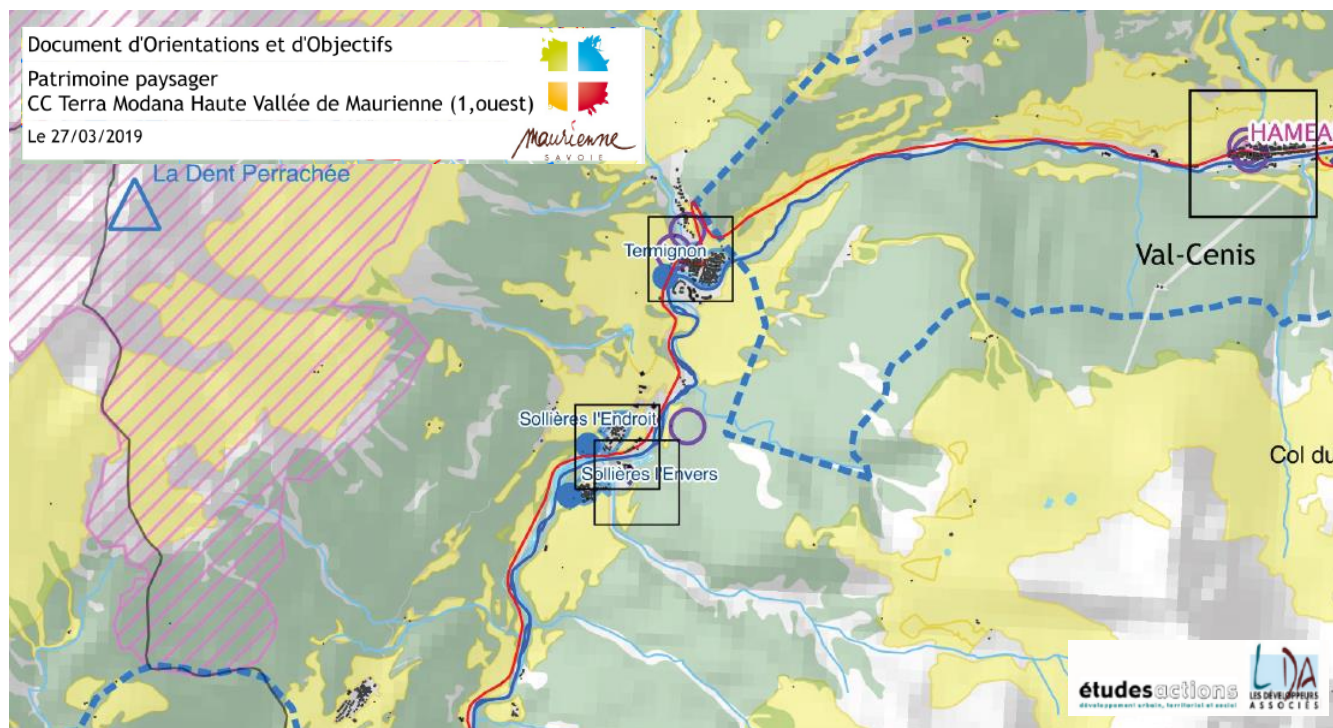 Document d'Orientations et d'Objectifs
Patrimoine paysager
CC Terra Modana Haute Vallée de Maurienne (1,ouest)
Le 27/03/2019
maurienne
SAVOIE
La Dent Perrachée
HAMEA
Termignon
Val-Cenis
Sollières l'Endroit
Sollières l'Envers
Col du
étudesactions
développement urbain, territorial et social
LDA
LES DÉVELOPPEURS
ASSOCIÉS